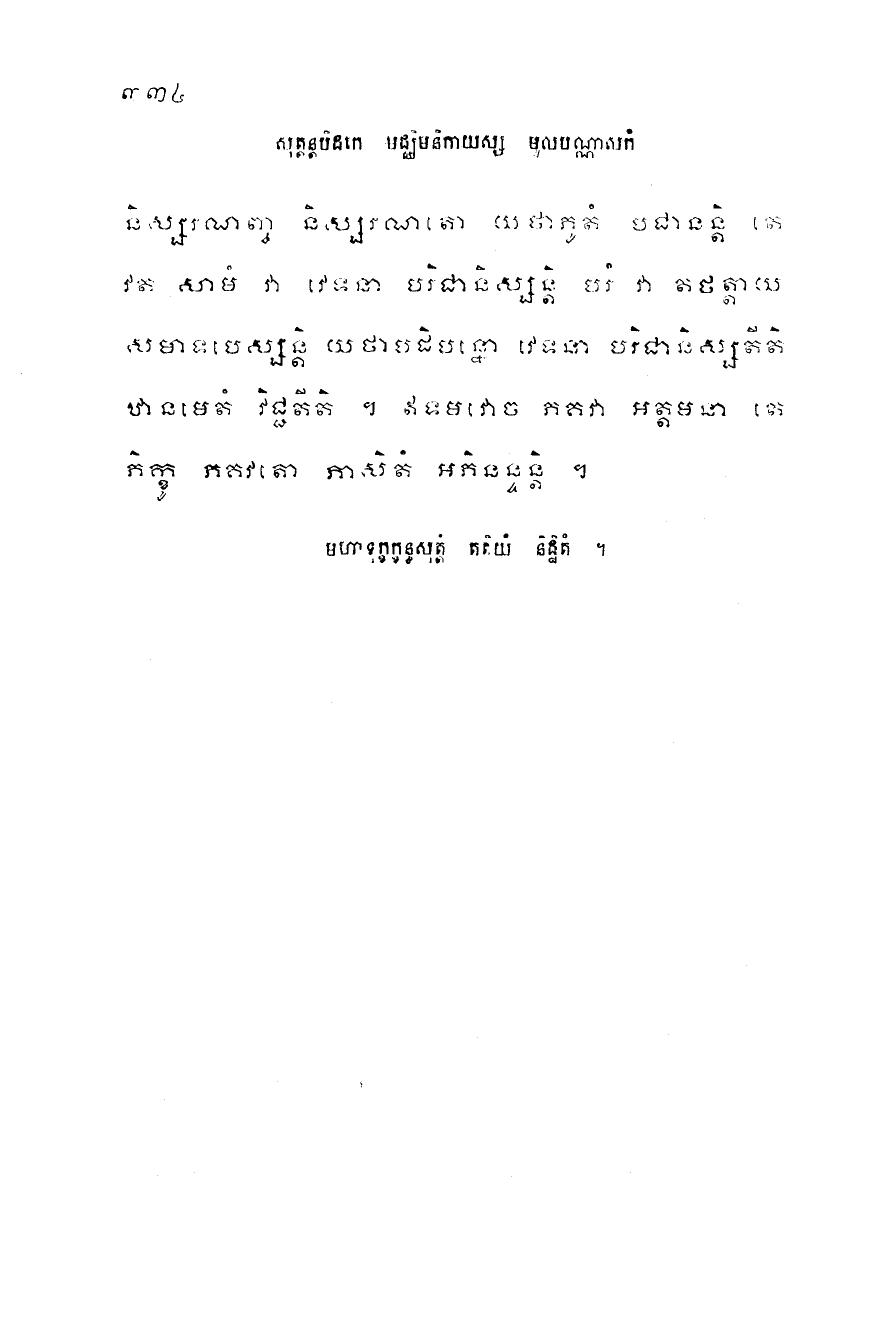 ៣៣៤
សុត្តន្តបិដកេ មជ្ឈិមនិកាយស្ស មូលបណ្ណាសកំ
និស្សរណញ្ច និស្សរណតោ យថាភូតំ បជានន្តិ តេ
វត សាមំ វា វេទនា បរិជានិស្សន្តិ បរំ វា តថត្តាយ
សមាទបេស្សន្តិ យថាបដិបន្នោ វេទនា បរិជានិស្សតីតិ
ឋានមេតំ វិជ្ជតីតិ ។ ឥទមវោច ភគវា អត្តមនា តេ
ភិក្ខូ ភគវតោ ភាសិតំ អភិនន្ទុន្តិ ។
មហាទុក្ខក្ខន្ធសុត្តំ តតិយំ និដ្ឋិតំ ។